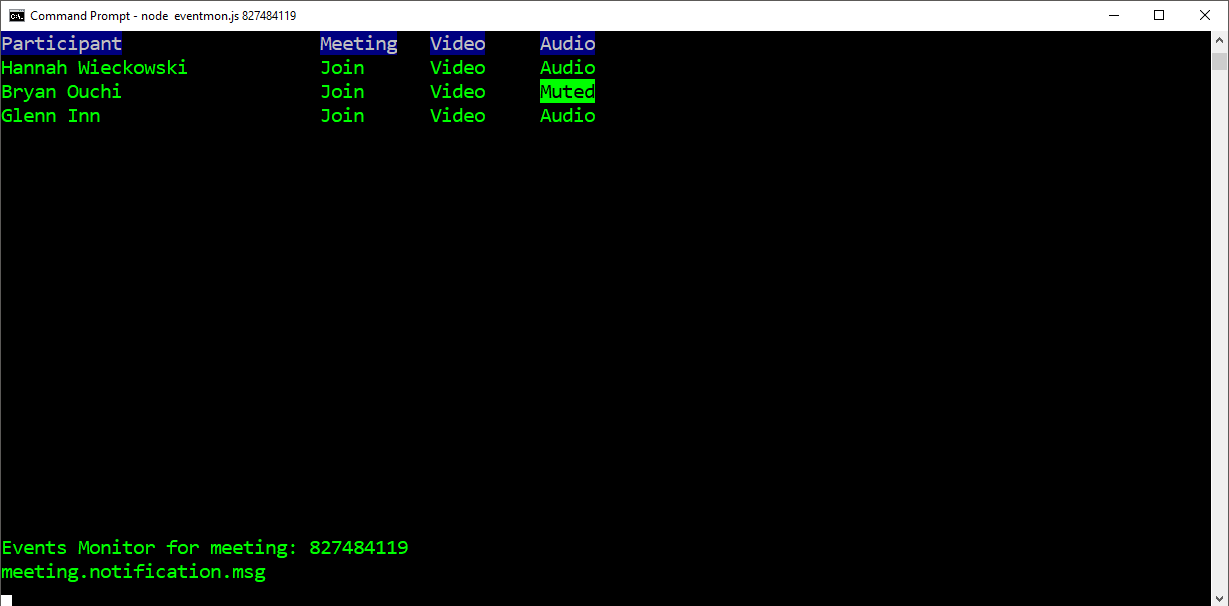 Command Prompt - node  eventmon.js 827484119
Participant Meeting Video Audio
Hannah Wieckowski Join Video Audio
Bryan Ouchi Join Video Muted
Glenn Inn Join Video Audio
Events Monitor for meeting: 827484119
meeting.notification.msg